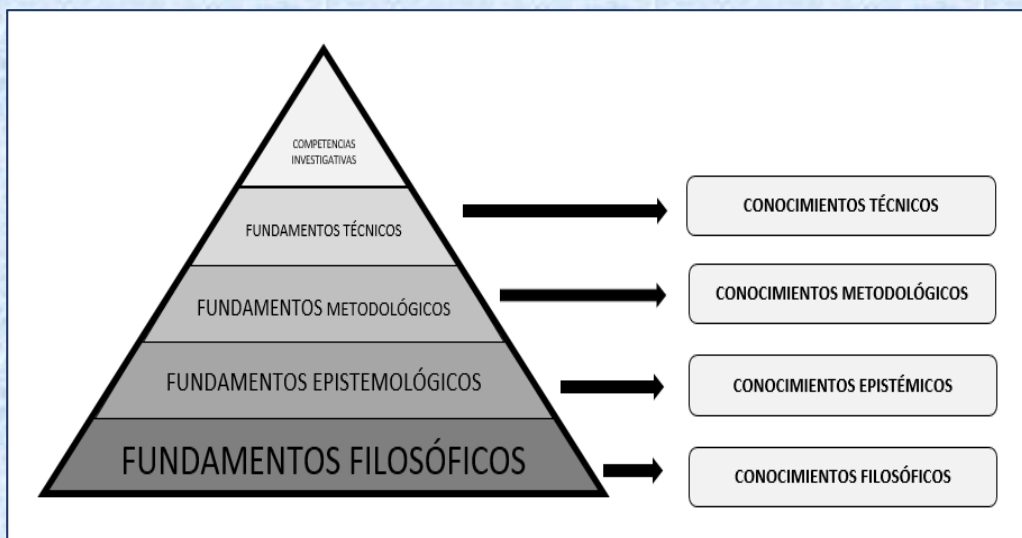 COMPETENCIAS
INVESTIGATIVAS
FUNDAMENTOS TÉCNICOS
CONOCIMIENTOS TÉCNICOS
FUNDAMENTOS METODOLÓGICOS
CONOCIMIENTOS METODOLÓGICOS
FUNDAMENTOS EPISTEMOLÓGICOS
CONOCIMIENTOS EPISTÉMICOS
FUNDAMENTOS FILOSÓFICOS
CONOCIMIENTOS FILOSÓFICOS